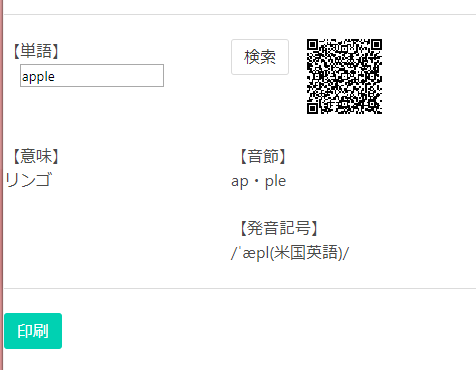 【単語】
apple
検索
【意味】
リンゴ
【音節】
ap・ple
【発音記号】
/ˈæpl(米国英語)/
印刷